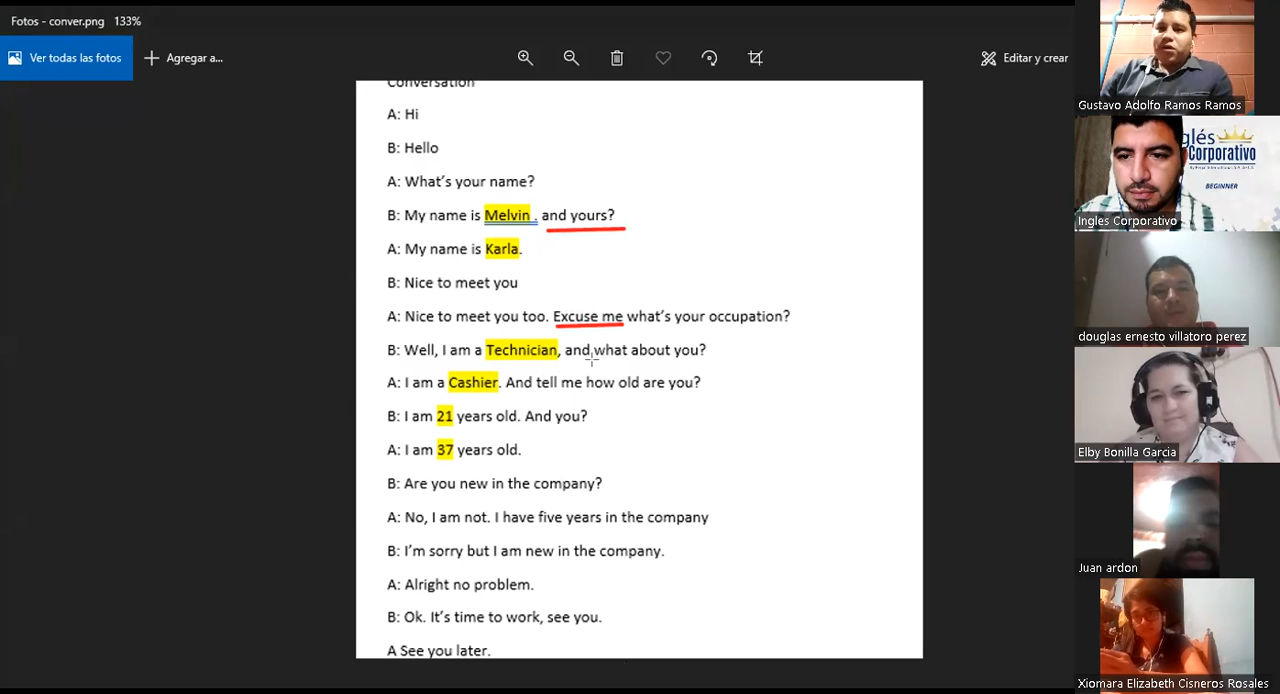 Fotos - conver.png 133%
Ver todas las fotos
Agregar a...
Editar y crear
Conversation
A: Hi
B: Hello
A: What's your name?
B: My name is Melvin . and yours?
A: My name is Karla.
B: Nice to meet you
A: Nice to meet you too. Excuse me what's your occupation?
B: Well, I am a Technician, and what about you?
A: I am a Cashier. And tell me how old are you?
B: I am 21 years old. And you?
A: I am 37 years old.
B: Are you new in the company?
A: No, I am not. I have five years in the company
B: I'm sorry but I am new in the company.
A: Alright no problem.
B: Ok. It's time to work, see you.
A See you later.
Gustavo Adolfo Ramos Ramos
glés
Corporativo
BEGINNER
Ingles Corporativo
douglas ernesto villatoro perez
Elby Bonilla Garcia
Juan ardon
Xiomara Elizabeth Cisneros Rosales